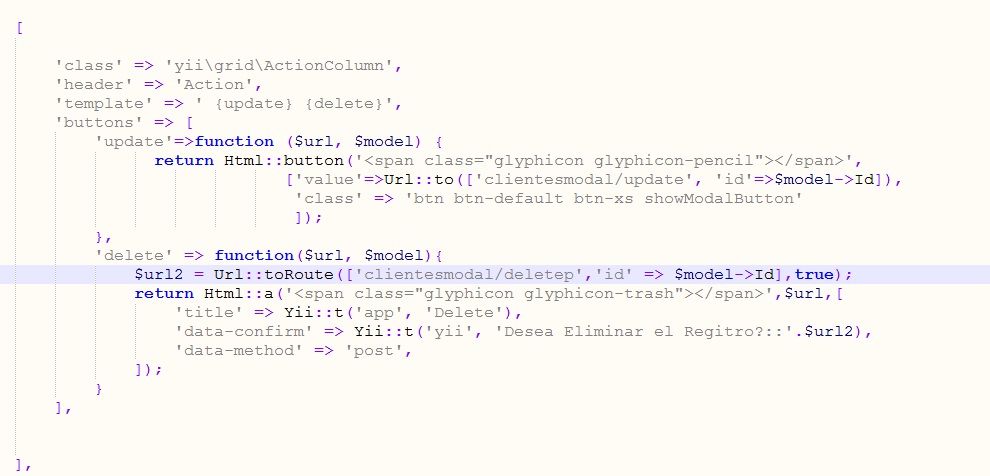 [
'class' => 'yii\grid\ActionColumn',
'header' => 'Action',
'template' => ' {update} {delete}',
'buttons' => [
'update'=>function ($url, $model) {
return Html::button('<span class="glyphicon glyphicon-pencil"></span>',
['value'=>Url::to(['clientesmodal/update', 'id'=>$model->Id]),
'class' => 'btn btn-default btn-xs showModalButton'
]);
},
'delete' => function($url, $model){
$url2 = Url::toRoute(['clientesmodal/deletep','id' => $model->Id],true);
return Html::a('<span class="glyphicon glyphicon-trash"></span>',$url,[
'title' => Yii::t('app', 'Delete'),
'data-confirm' => Yii::t('yii', 'Desea Eliminar el Regitro?::'.$url2),
'data-method' => 'post',
]);
}
],
],